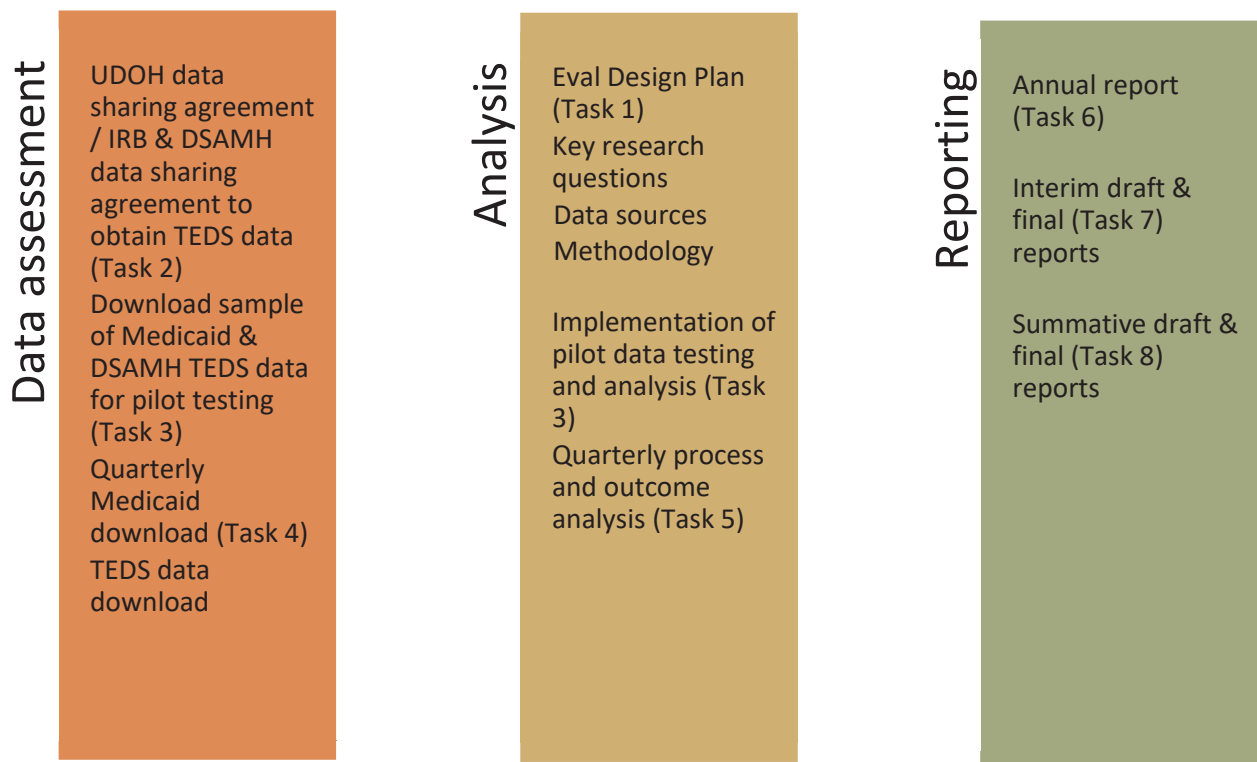 Data assessment
UDOH data
sharing agreement
/ IRB & DSAMH
data sharing
agreement to
obtain TEDS data
(Task 2)
Download sample
of Medicaid &
DSAMH TEDS data
for pilot testing
(Task 3)
Quarterly
Medicaid
download (Task 4)
TEDS data
download
Analysis
Eval Design Plan
(Task 1)
Key research
questions
Data sources
Methodology
Implementation of
pilot data testing
and analysis (Task
3)
Quarterly process
and outcome
analysis (Task 5)
Reporting
Annual report
(Task 6)
Interim draft &
final (Task 7)
reports
Summative draft &
final (Task 8)
reports